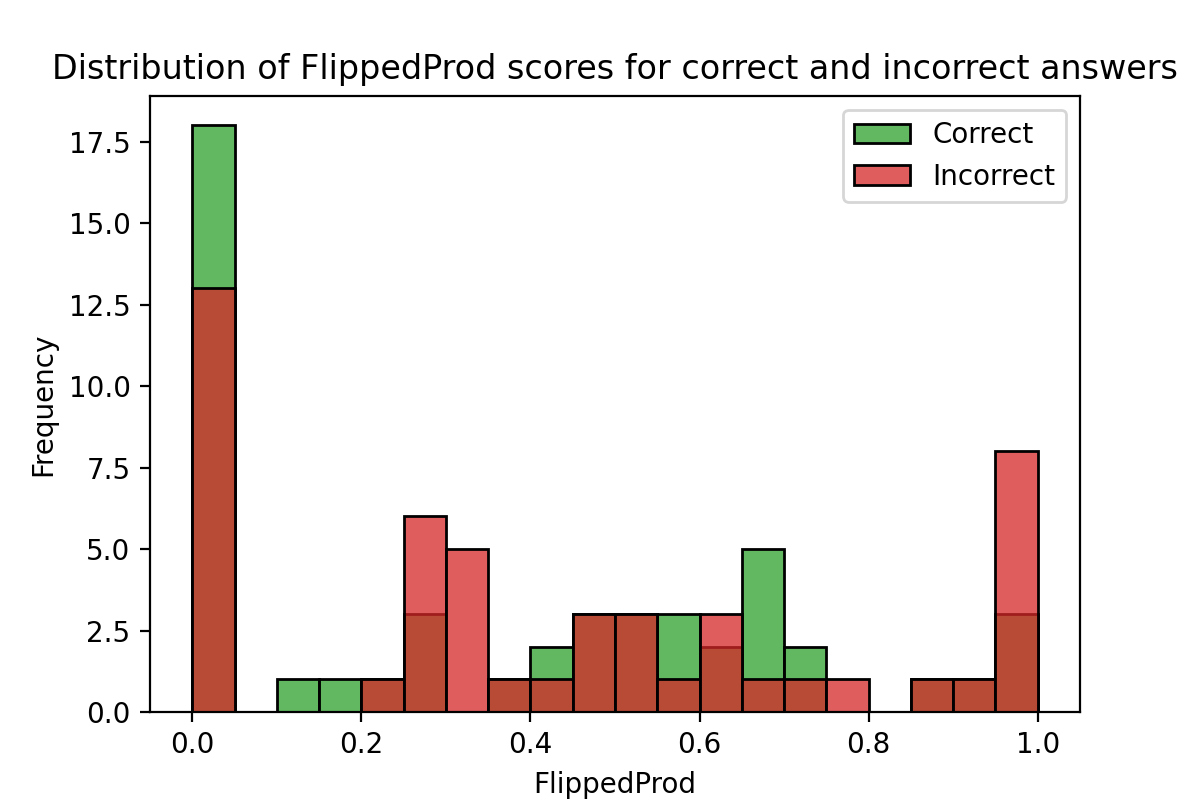 Distribution of FlippedProd scores for correct and incorrect answers
Correct
Incorrect
17.5
15.0
12.5
10.0
7.5
5.0
2.5
0.0
Frequency
0.0 0.2 0.4 0.6 0.8 1.0
FlippedProd